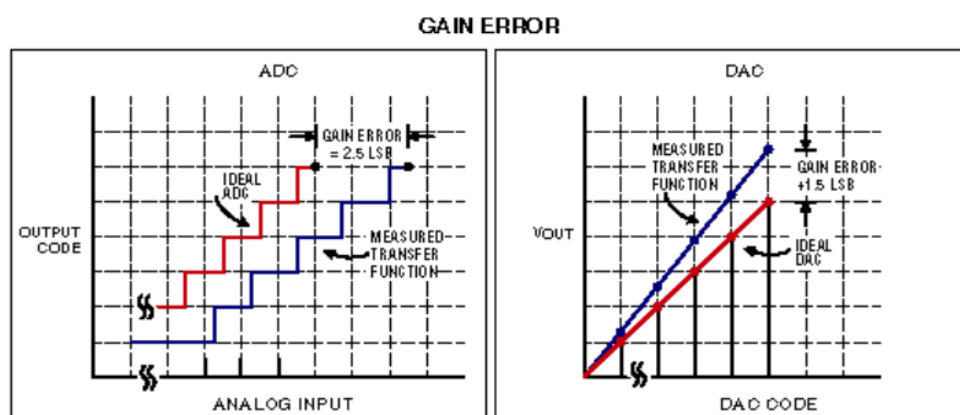 GAIN ERROR
ADC
GAIN ERROR
= 2.5 LSB
IDEAL
ADC
OUTPUT
CODE
MEASURED
TRANSFER
FUNCTION
ANALOG INPUT
DAC
MEASURED
TRANSFER
FUNCTION
GAIN ERROR
+1.5 LSB
VOUT
IDEAL
DAC
DAC CODE